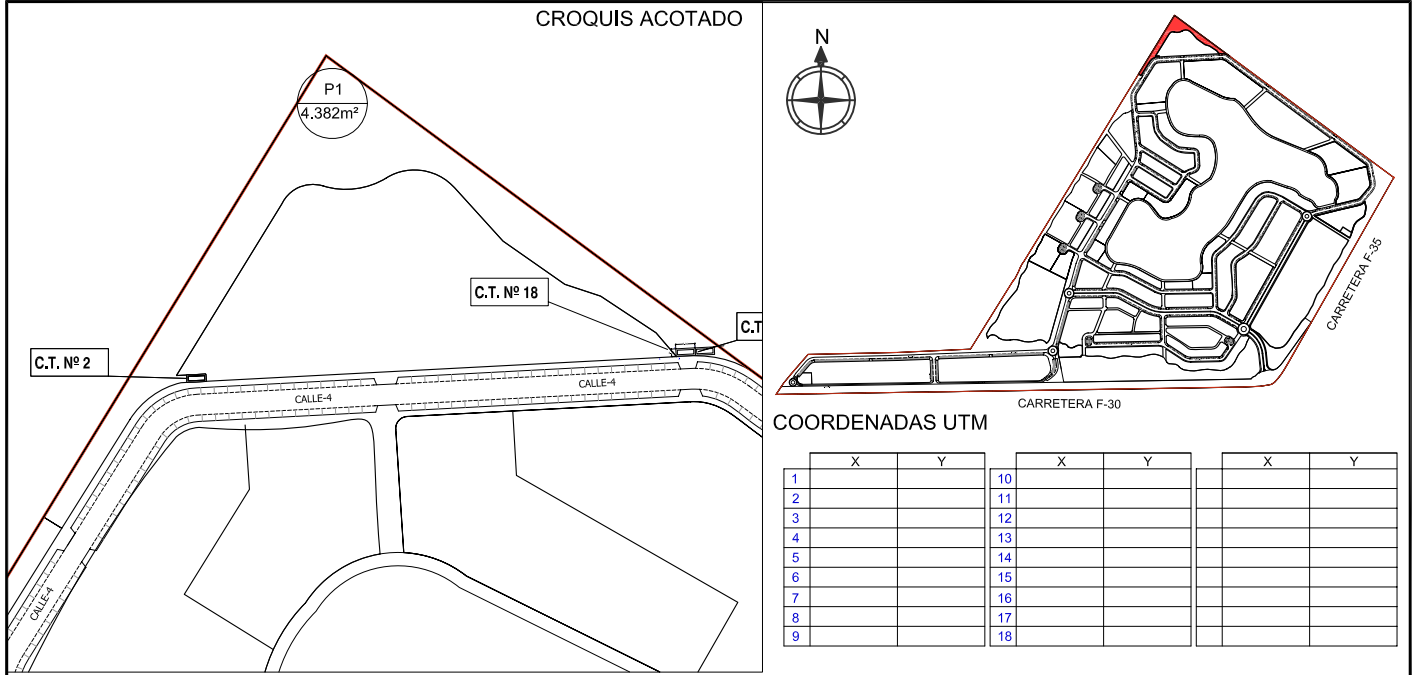 CROQUIS ACOTADO
P1
4.382m²
C.T. Nº 18
C.T
C.T. Nº 2
CALLE-4
CALLE-4
CALLE-4
N
CARRETERA F-35
CARRETERA F-30
COORDENADAS UTM
X Y X Y X Y
1 10
2 11
3 12
4 13
5 14
6 15
7 16
8 17
9 18